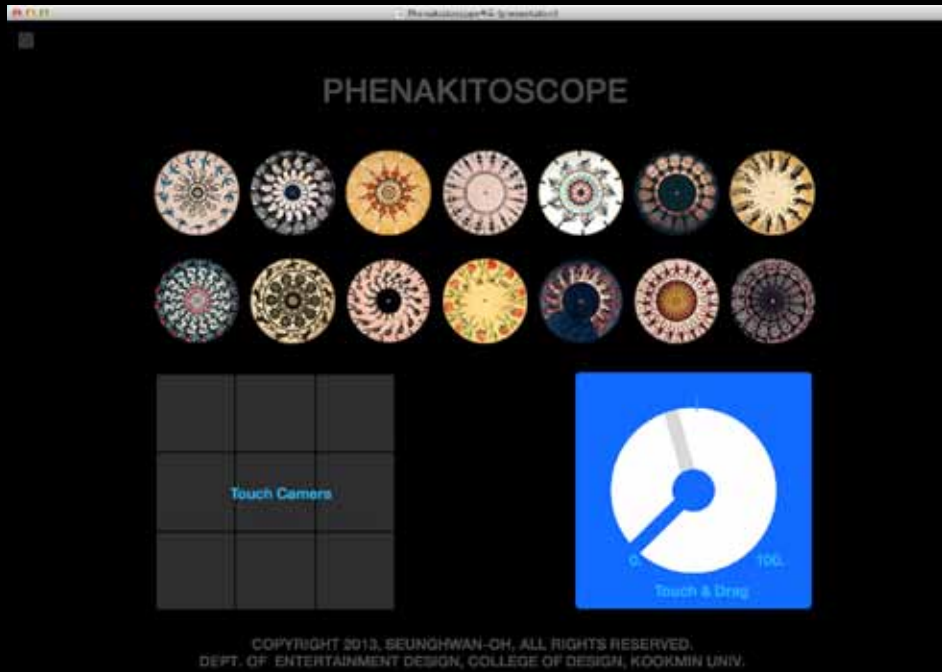 PHENAKITOSCOPE
Touch Camera
0.
100.
Touch & Drag
COPYRIGHT 2013, SEUNGHWAN-OH, ALL RIGHTS RESERVED.
DEPT. OF ENTERTAINMENT DESIGN, COLLEGE OF DESIGN, KOOKMIN UNIV.